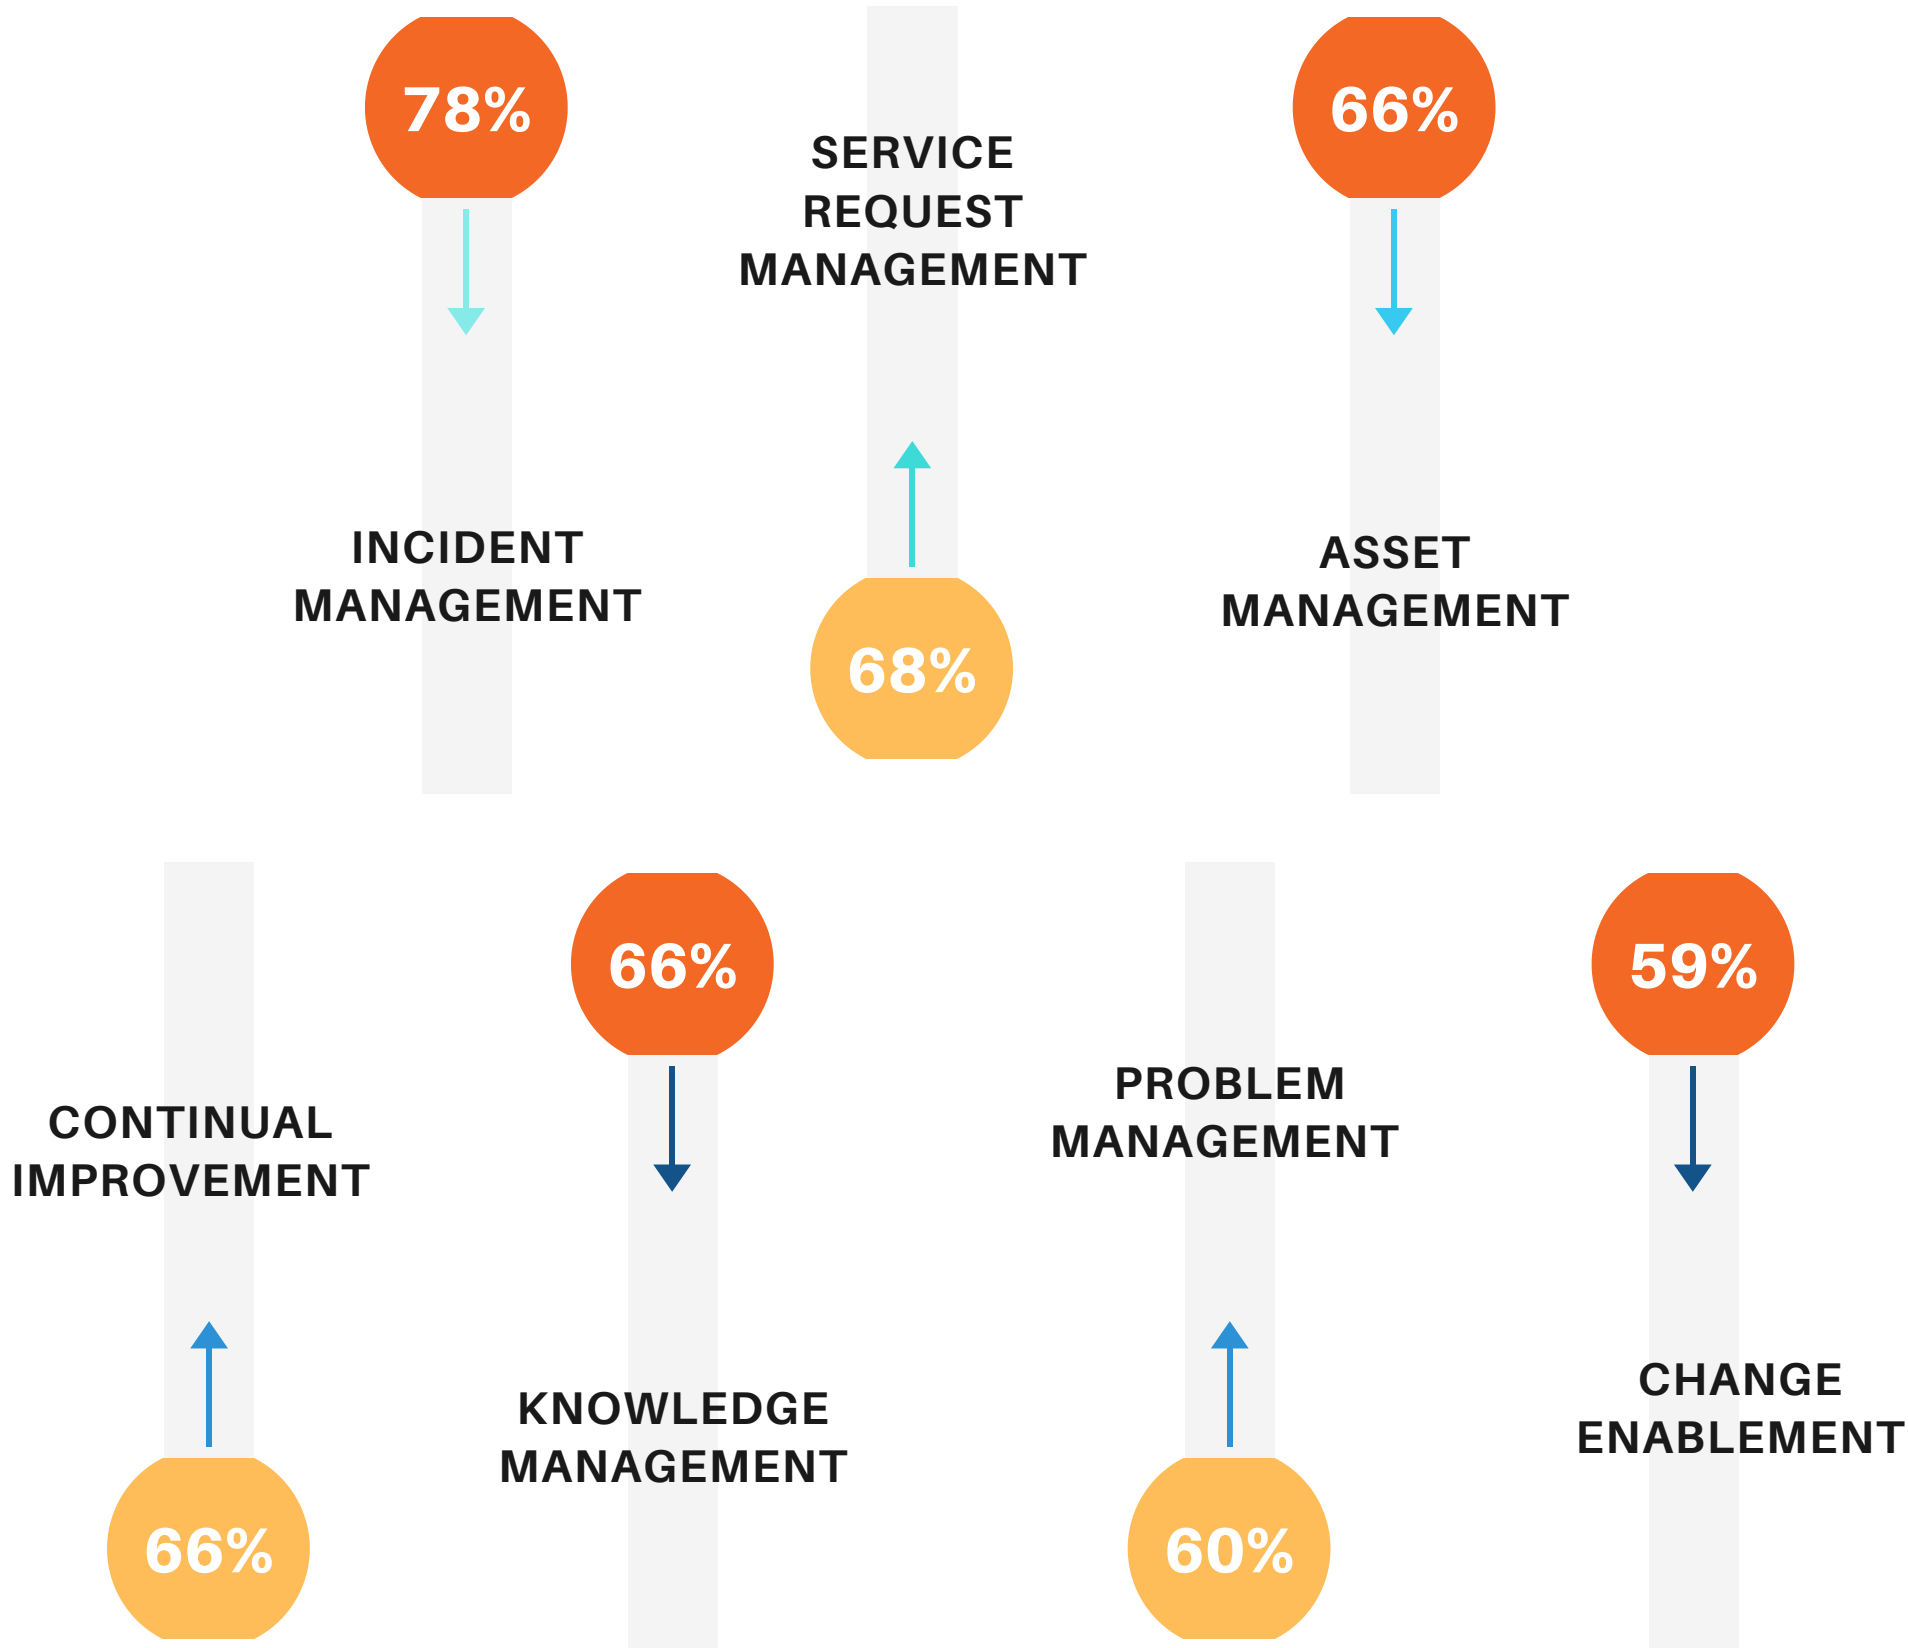 78%
INCIDENT
MANAGEMENT
SERVICE
REQUEST
MANAGEMENT
68%
66%
ASSET
MANAGEMENT
CONTINUAL
IMPROVEMENT
66%
66%
KNOWLEDGE
MANAGEMENT
PROBLEM
MANAGEMENT
60%
59%
CHANGE
ENABLEMENT